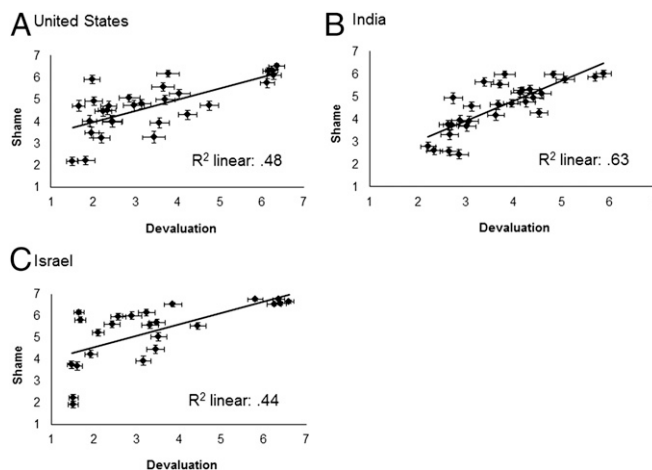 A United States
7
6
5
4
3
2
1
Shame
R² linear: .48
1 2 3 4 5 6 7
Devaluation
B India
7
6
5
4
3
2
1
Shame
R² linear: .63
1 2 3 4 5 6 7
Devaluation
C Israel
7
6
5
4
3
2
1
Shame
R² linear: .44
1 2 3 4 5 6 7
Devaluation